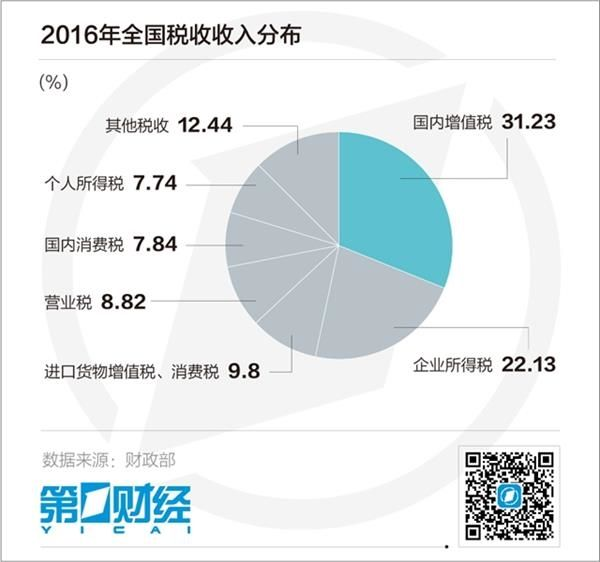 2016年全国税收收入分布
(%)
国内增值税 31.23
企业所得税 22.13
进口货物增值税、消费税 9.8
营业税 8.82
国内消费税 7.84
个人所得税 7.74
其他税收 12.44
数据来源：财政部
第一财经
YICAI